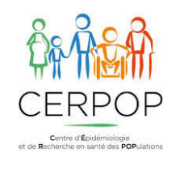 CERPOP
Centre d'Épidémiologie
et de Recherche en santé des POPulations